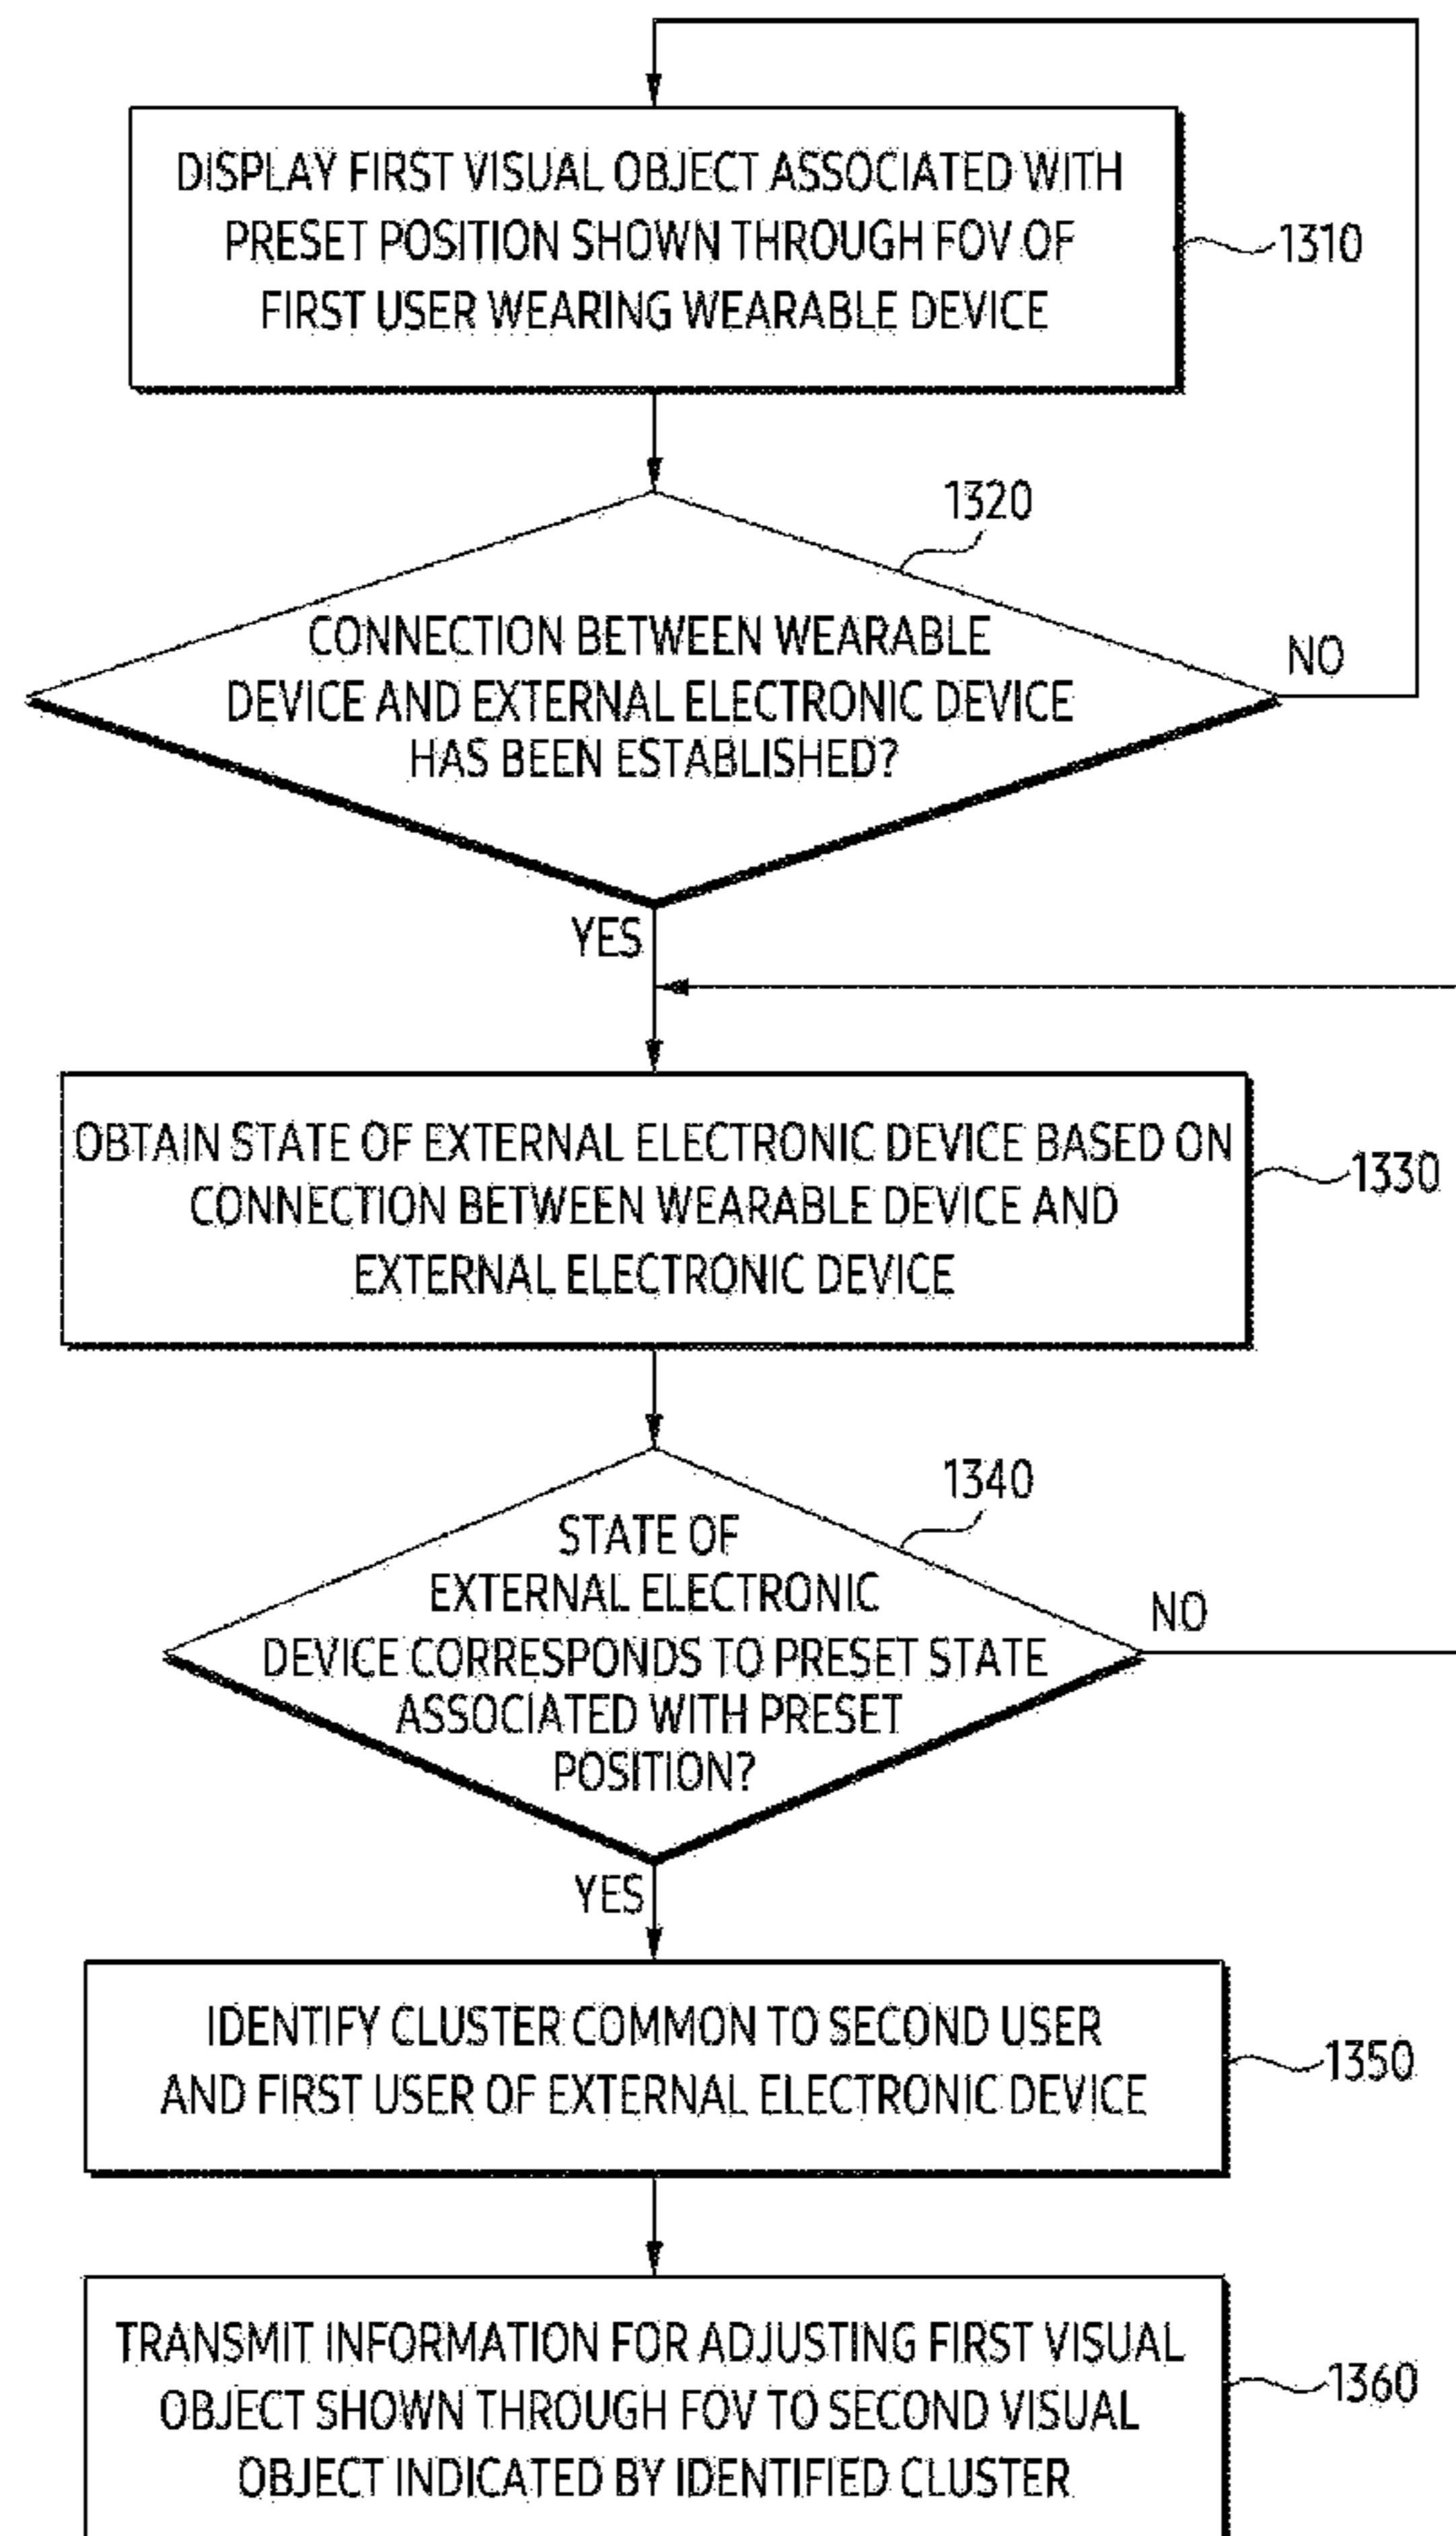 DISPLAY FIRST VISUAL OBJECT ASSOCIATED WITH
PRESET POSITION SHOWN THROUGH FOV OF
FIRST USER WEARING WEARABLE DEVICE
1310
1320
CONNECTION BETWEEN WEARABLE
DEVICE AND EXTERNAL ELECTRONIC DEVICE
HAS BEEN ESTABLISHED?
NO
YES
OBTAIN STATE OF EXTERNAL ELECTRONIC DEVICE BASED ON
CONNECTION BETWEEN WEARABLE DEVICE AND
EXTERNAL ELECTRONIC DEVICE
1330
1340
STATE OF
EXTERNAL ELECTRONIC
DEVICE CORRESPONDS TO PRESET STATE
ASSOCIATED WITH PRESET
POSITION?
NO
YES
IDENTIFY CLUSTER COMMON TO SECOND USER
AND FIRST USER OF EXTERNAL ELECTRONIC DEVICE
1350
TRANSMIT INFORMATION FOR ADJUSTING FIRST VISUAL
OBJECT SHOWN THROUGH FOV TO SECOND VISUAL
OBJECT INDICATED BY IDENTIFIED CLUSTER
1360